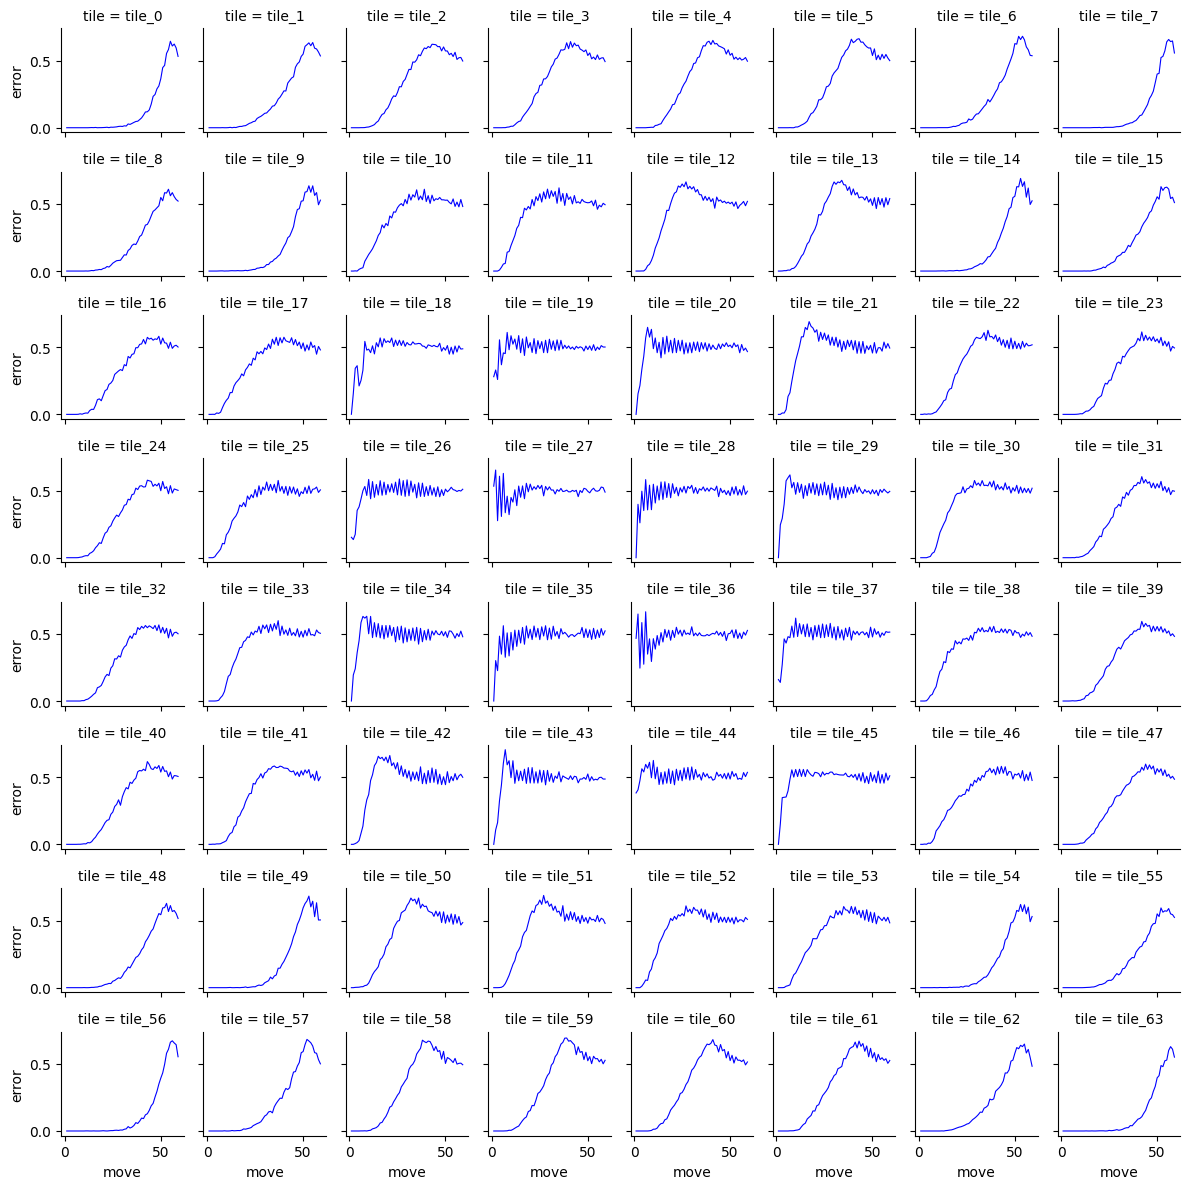 tile = tile_0 tile = tile_1 tile = tile_2 tile = tile_3 tile = tile_4 tile = tile_5 tile = tile_6 tile = tile_7
0.5
error
0.0
tile = tile_8 tile = tile_9 tile = tile_10 tile = tile_11 tile = tile_12 tile = tile_13 tile = tile_14 tile = tile_15
0.5
error
0.0
tile = tile_16 tile = tile_17 tile = tile_18 tile = tile_19 tile = tile_20 tile = tile_21 tile = tile_22 tile = tile_23
0.5
error
0.0
tile = tile_24 tile = tile_25 tile = tile_26 tile = tile_27 tile = tile_28 tile = tile_29 tile = tile_30 tile = tile_31
0.5
error
0.0
tile = tile_32 tile = tile_33 tile = tile_34 tile = tile_35 tile = tile_36 tile = tile_37 tile = tile_38 tile = tile_39
0.5
error
0.0
tile = tile_40 tile = tile_41 tile = tile_42 tile = tile_43 tile = tile_44 tile = tile_45 tile = tile_46 tile = tile_47
0.5
error
0.0
tile = tile_48 tile = tile_49 tile = tile_50 tile = tile_51 tile = tile_52 tile = tile_53 tile = tile_54 tile = tile_55
0.5
error
0.0
tile = tile_56 tile = tile_57 tile = tile_58 tile = tile_59 tile = tile_60 tile = tile_61 tile = tile_62 tile = tile_63
0.5
error
0.0
0 50 0 50 0 50 0 50 0 50 0 50 0 50 0 50
move move move move move move move move